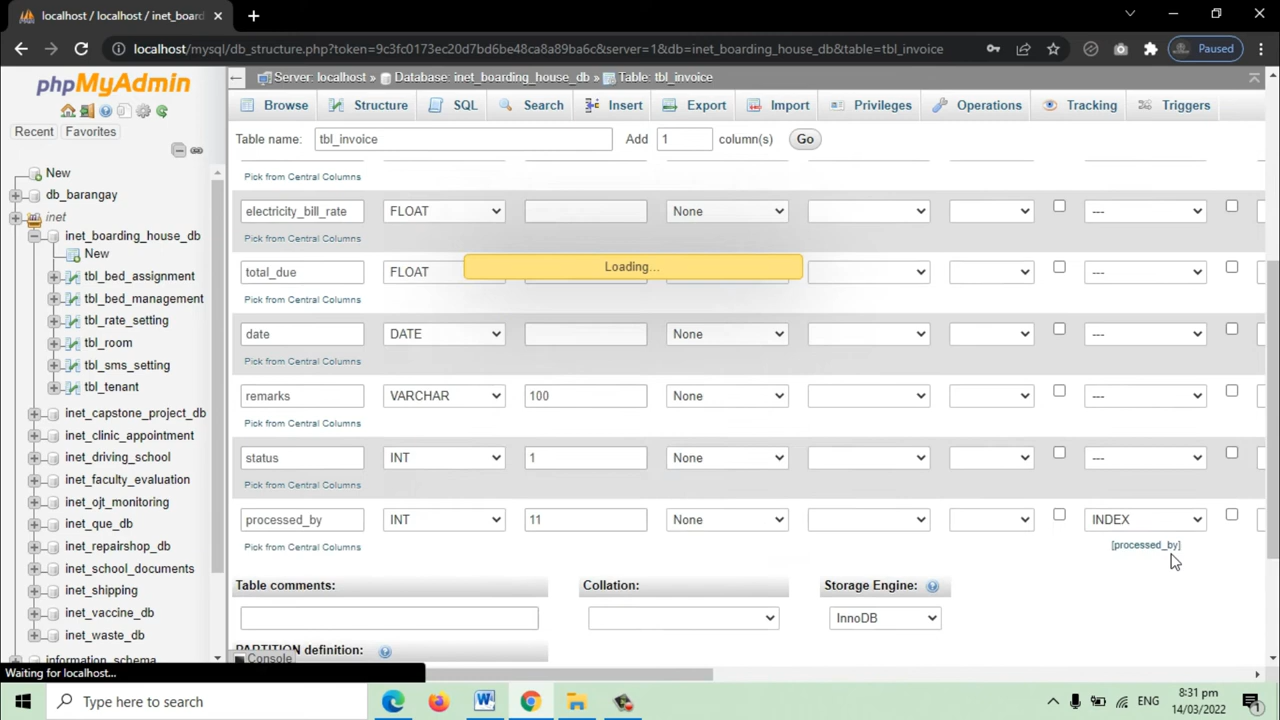 localhost / localhost / inet_board
localhost/mysql/db_structure.php?token=9c3fc0173ec20d7bd6be48ca8a89ba6c&server=1&db=inet_boarding_house_db&table=tbl_invoice
Paused
phpMyAdmin
Recent Favorites
New
db_barangay
inet
inet_boarding_house_db
New
tbl_bed_assignment
tbl_bed_management
tbl_rate_setting
tbl_room
tbl_sms_setting
tbl_tenant
inet_capstone_project_db
inet_clinic_appointment
inet_driving_school
inet_faculty_evaluation
inet_ojt_monitoring
inet_que_db
inet_repairshop_db
inet_school_documents
inet_shipping
inet_vaccine_db
inet_waste_db
information_schema
Server: localhost » Database: inet_boarding_house_db » Table: tbl_invoice
Browse Structure SQL Search Insert Export Import Privileges Operations Tracking Triggers
Table name: tbl_invoice Add 1 column(s) Go
Pick from Central Columns
electricity_bill_rate FLOAT None ---
Pick from Central Columns
Loading...
total_due FLOAT ---
Pick from Central Columns
date DATE None ---
Pick from Central Columns
remarks VARCHAR 100 None ---
Pick from Central Columns
status INT 1 None ---
Pick from Central Columns
processed_by INT 11 None INDEX
Pick from Central Columns [processed_by]
Table comments: Collation: Storage Engine:
InnoDB
PARTITION definition:
Console
Waiting for localhost...
Type here to search
ENG
8:31 pm
14/03/2022
1